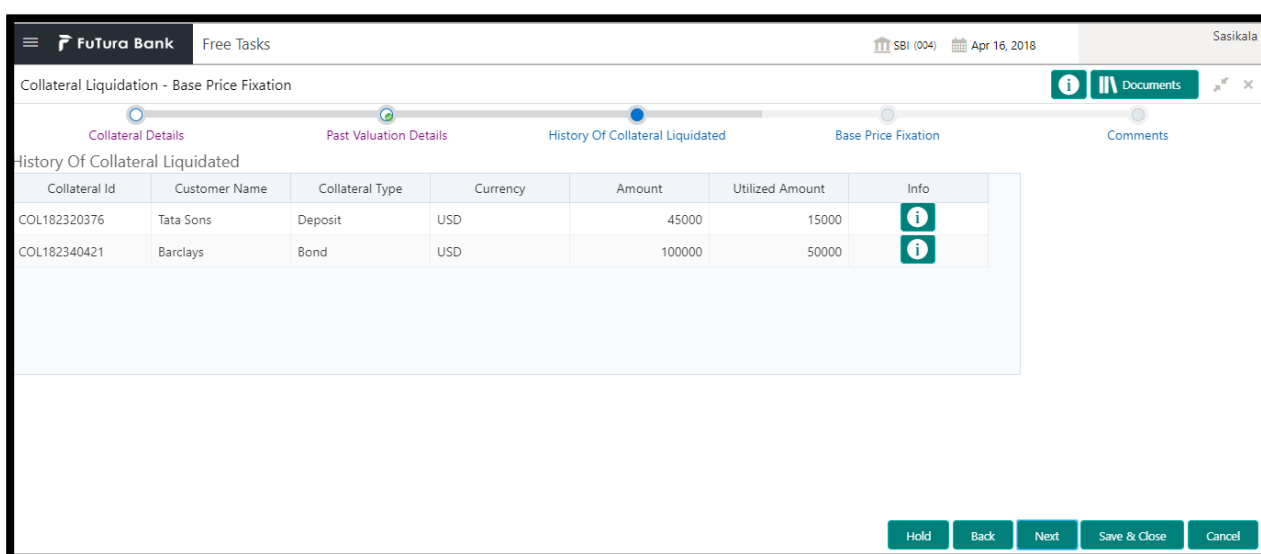 FuTura Bank Free Tasks SBI (004) Apr 16, 2018 Sasikala
Collateral Liquidation - Base Price Fixation i Documents
Collateral Details Past Valuation Details History Of Collateral Liquidated Base Price Fixation Comments
History Of Collateral Liquidated
Collateral Id Customer Name Collateral Type Currency Amount Utilized Amount Info
COL182320376 Tata Sons Deposit USD 45000 15000 i
COL182340421 Barclays Bond USD 100000 50000 i
Hold Back Next Save & Close Cancel